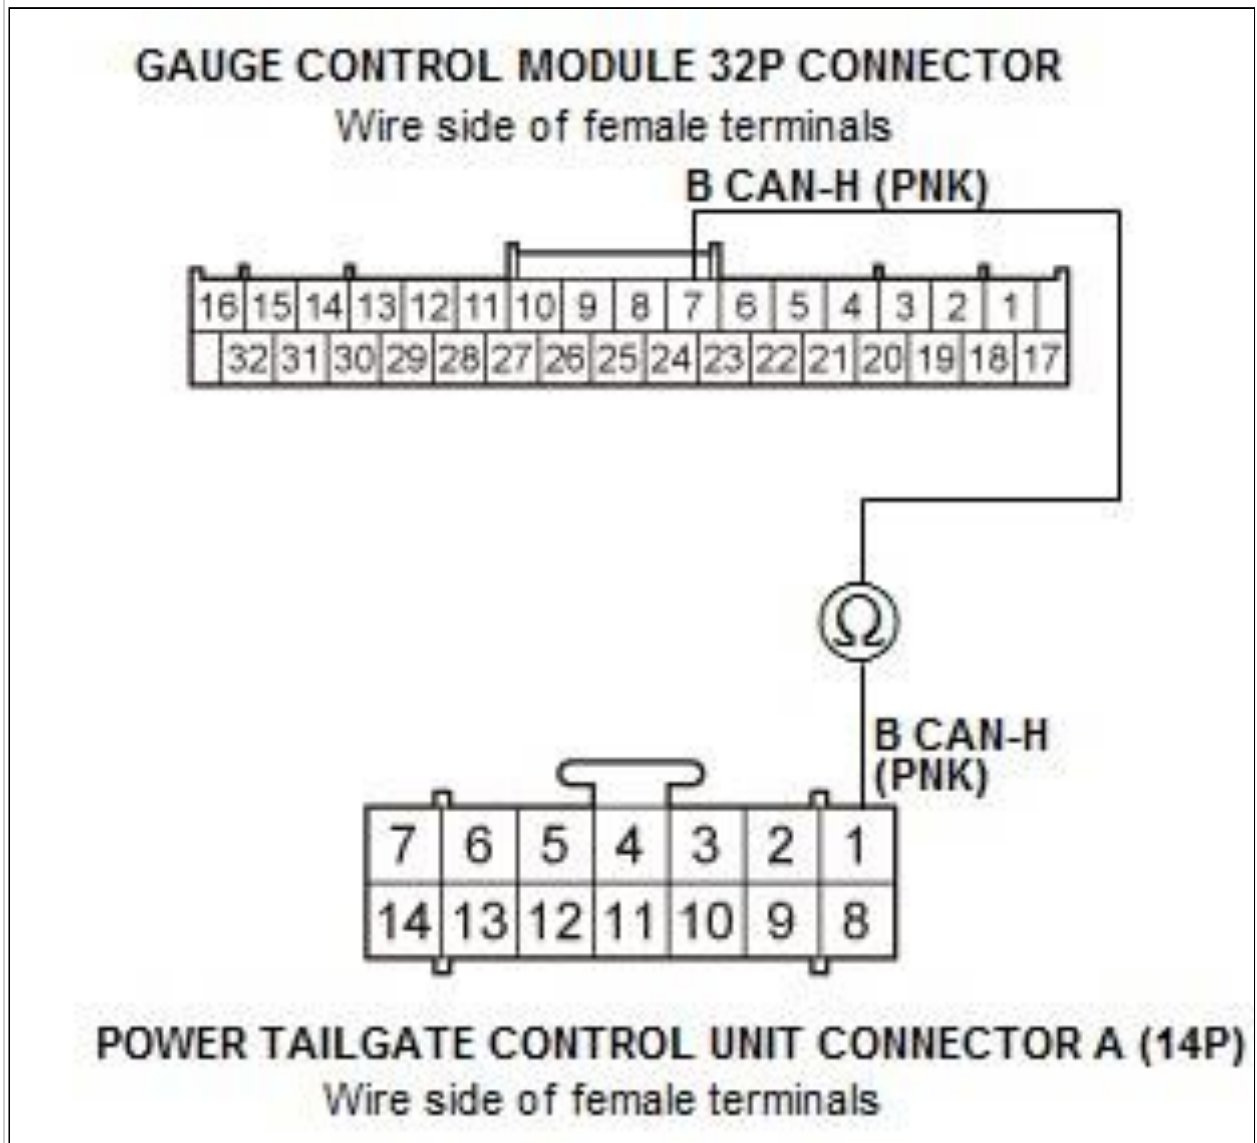 GAUGE CONTROL MODULE 32P CONNECTOR
Wire side of female terminals
B CAN-H (PNK)
16 15 14 13 12 11 10 9 8 7 6 5 4 3 2 1
32 31 30 29 28 27 26 25 24 23 22 21 20 19 18 17
Ω
B CAN-H
(PNK)
7 6 5 4 3 2 1
14 13 12 11 10 9 8
POWER TAILGATE CONTROL UNIT CONNECTOR A (14P)
Wire side of female terminals